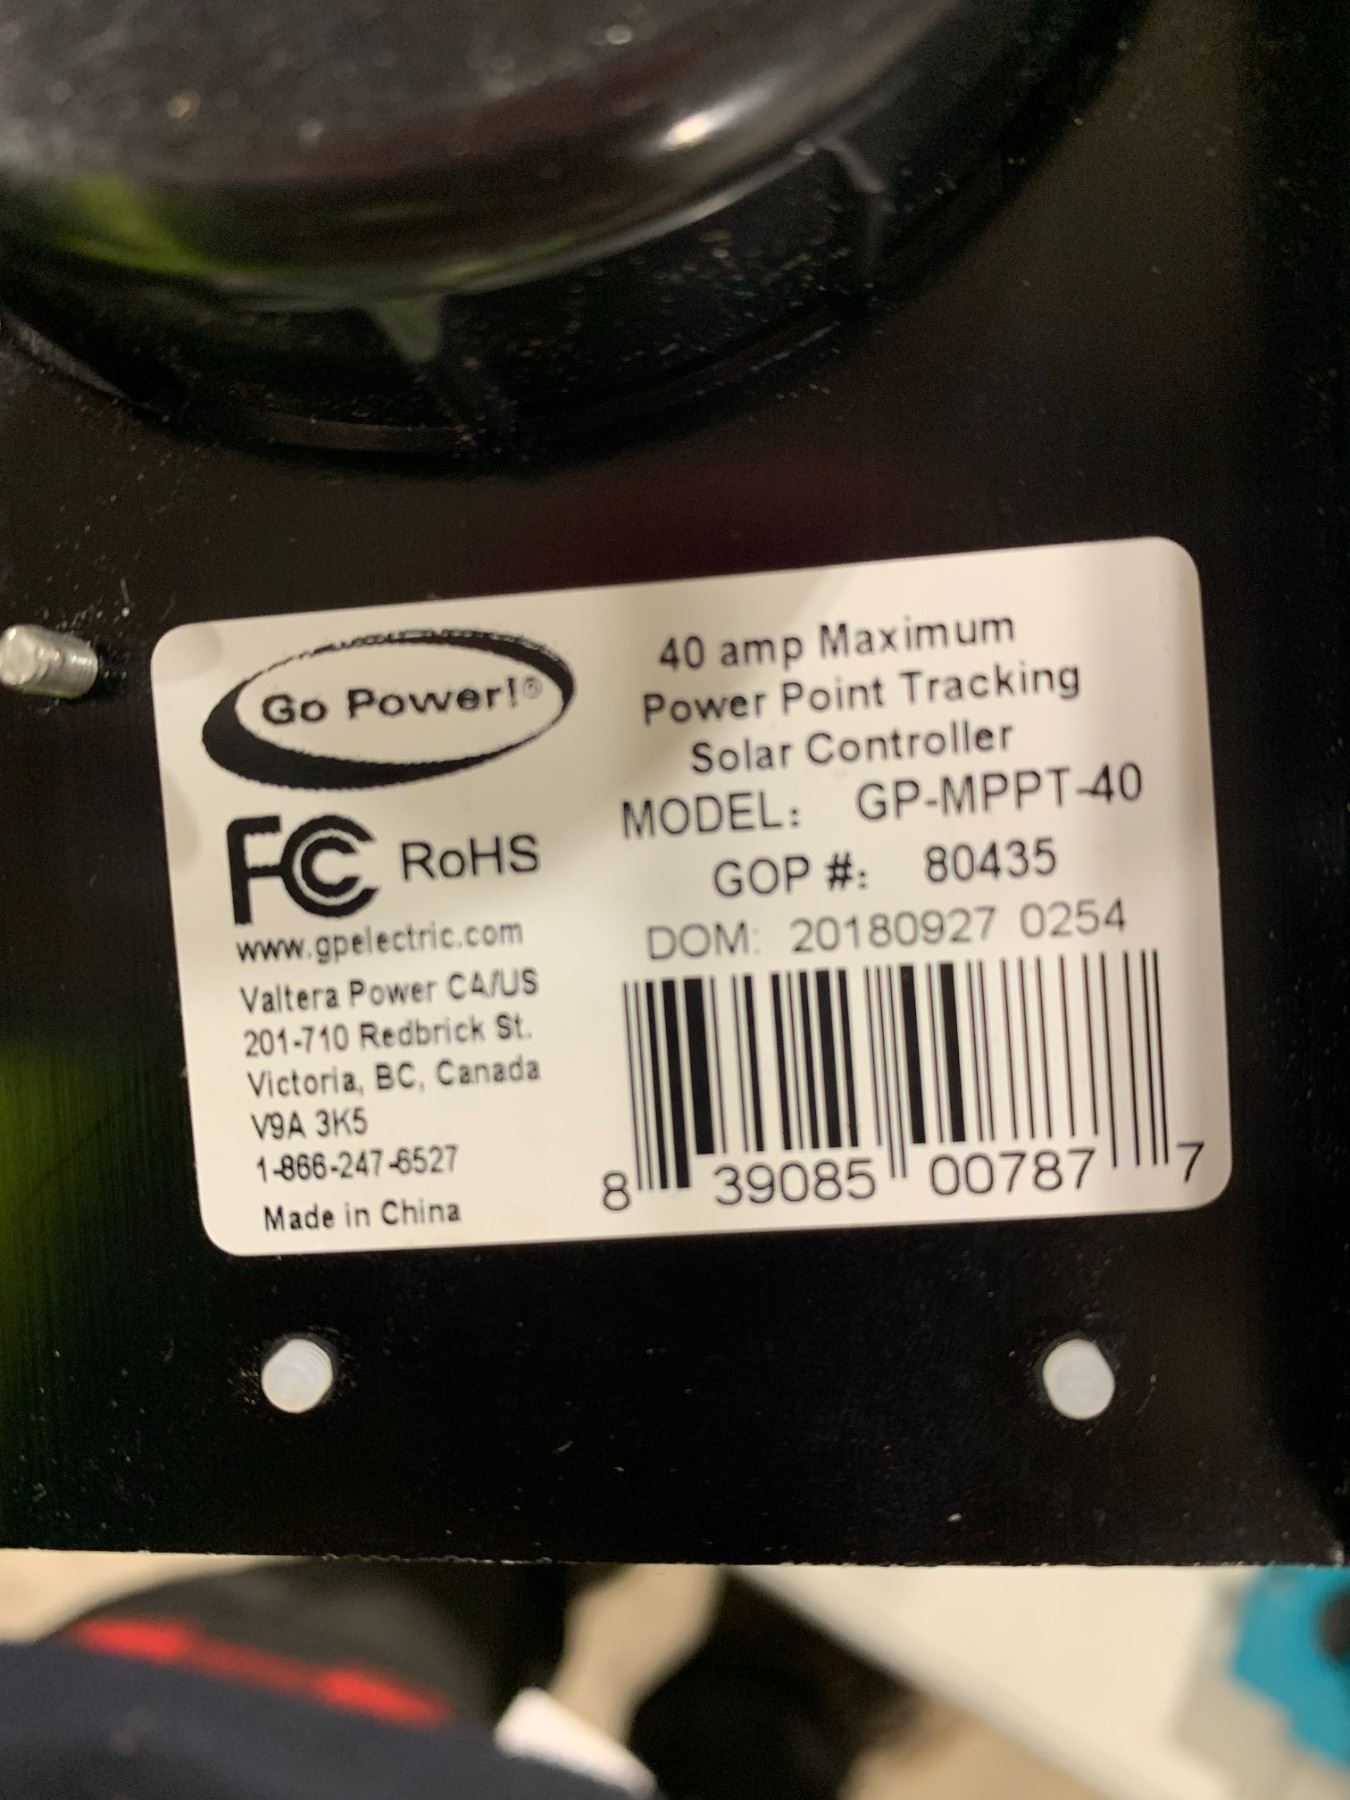 Go Power!®
FC RoHS
www.gpelectric.com
Valtera Power CA/US
201-710 Redbrick St.
Victoria, BC, Canada
V9A 3K5
1-866-247-6527
Made in China
40 amp Maximum
Power Point Tracking
Solar Controller
MODEL: GP-MPPT-40
GOP #: 80435
DOM: 20180927 0254
8 39085 00787 7